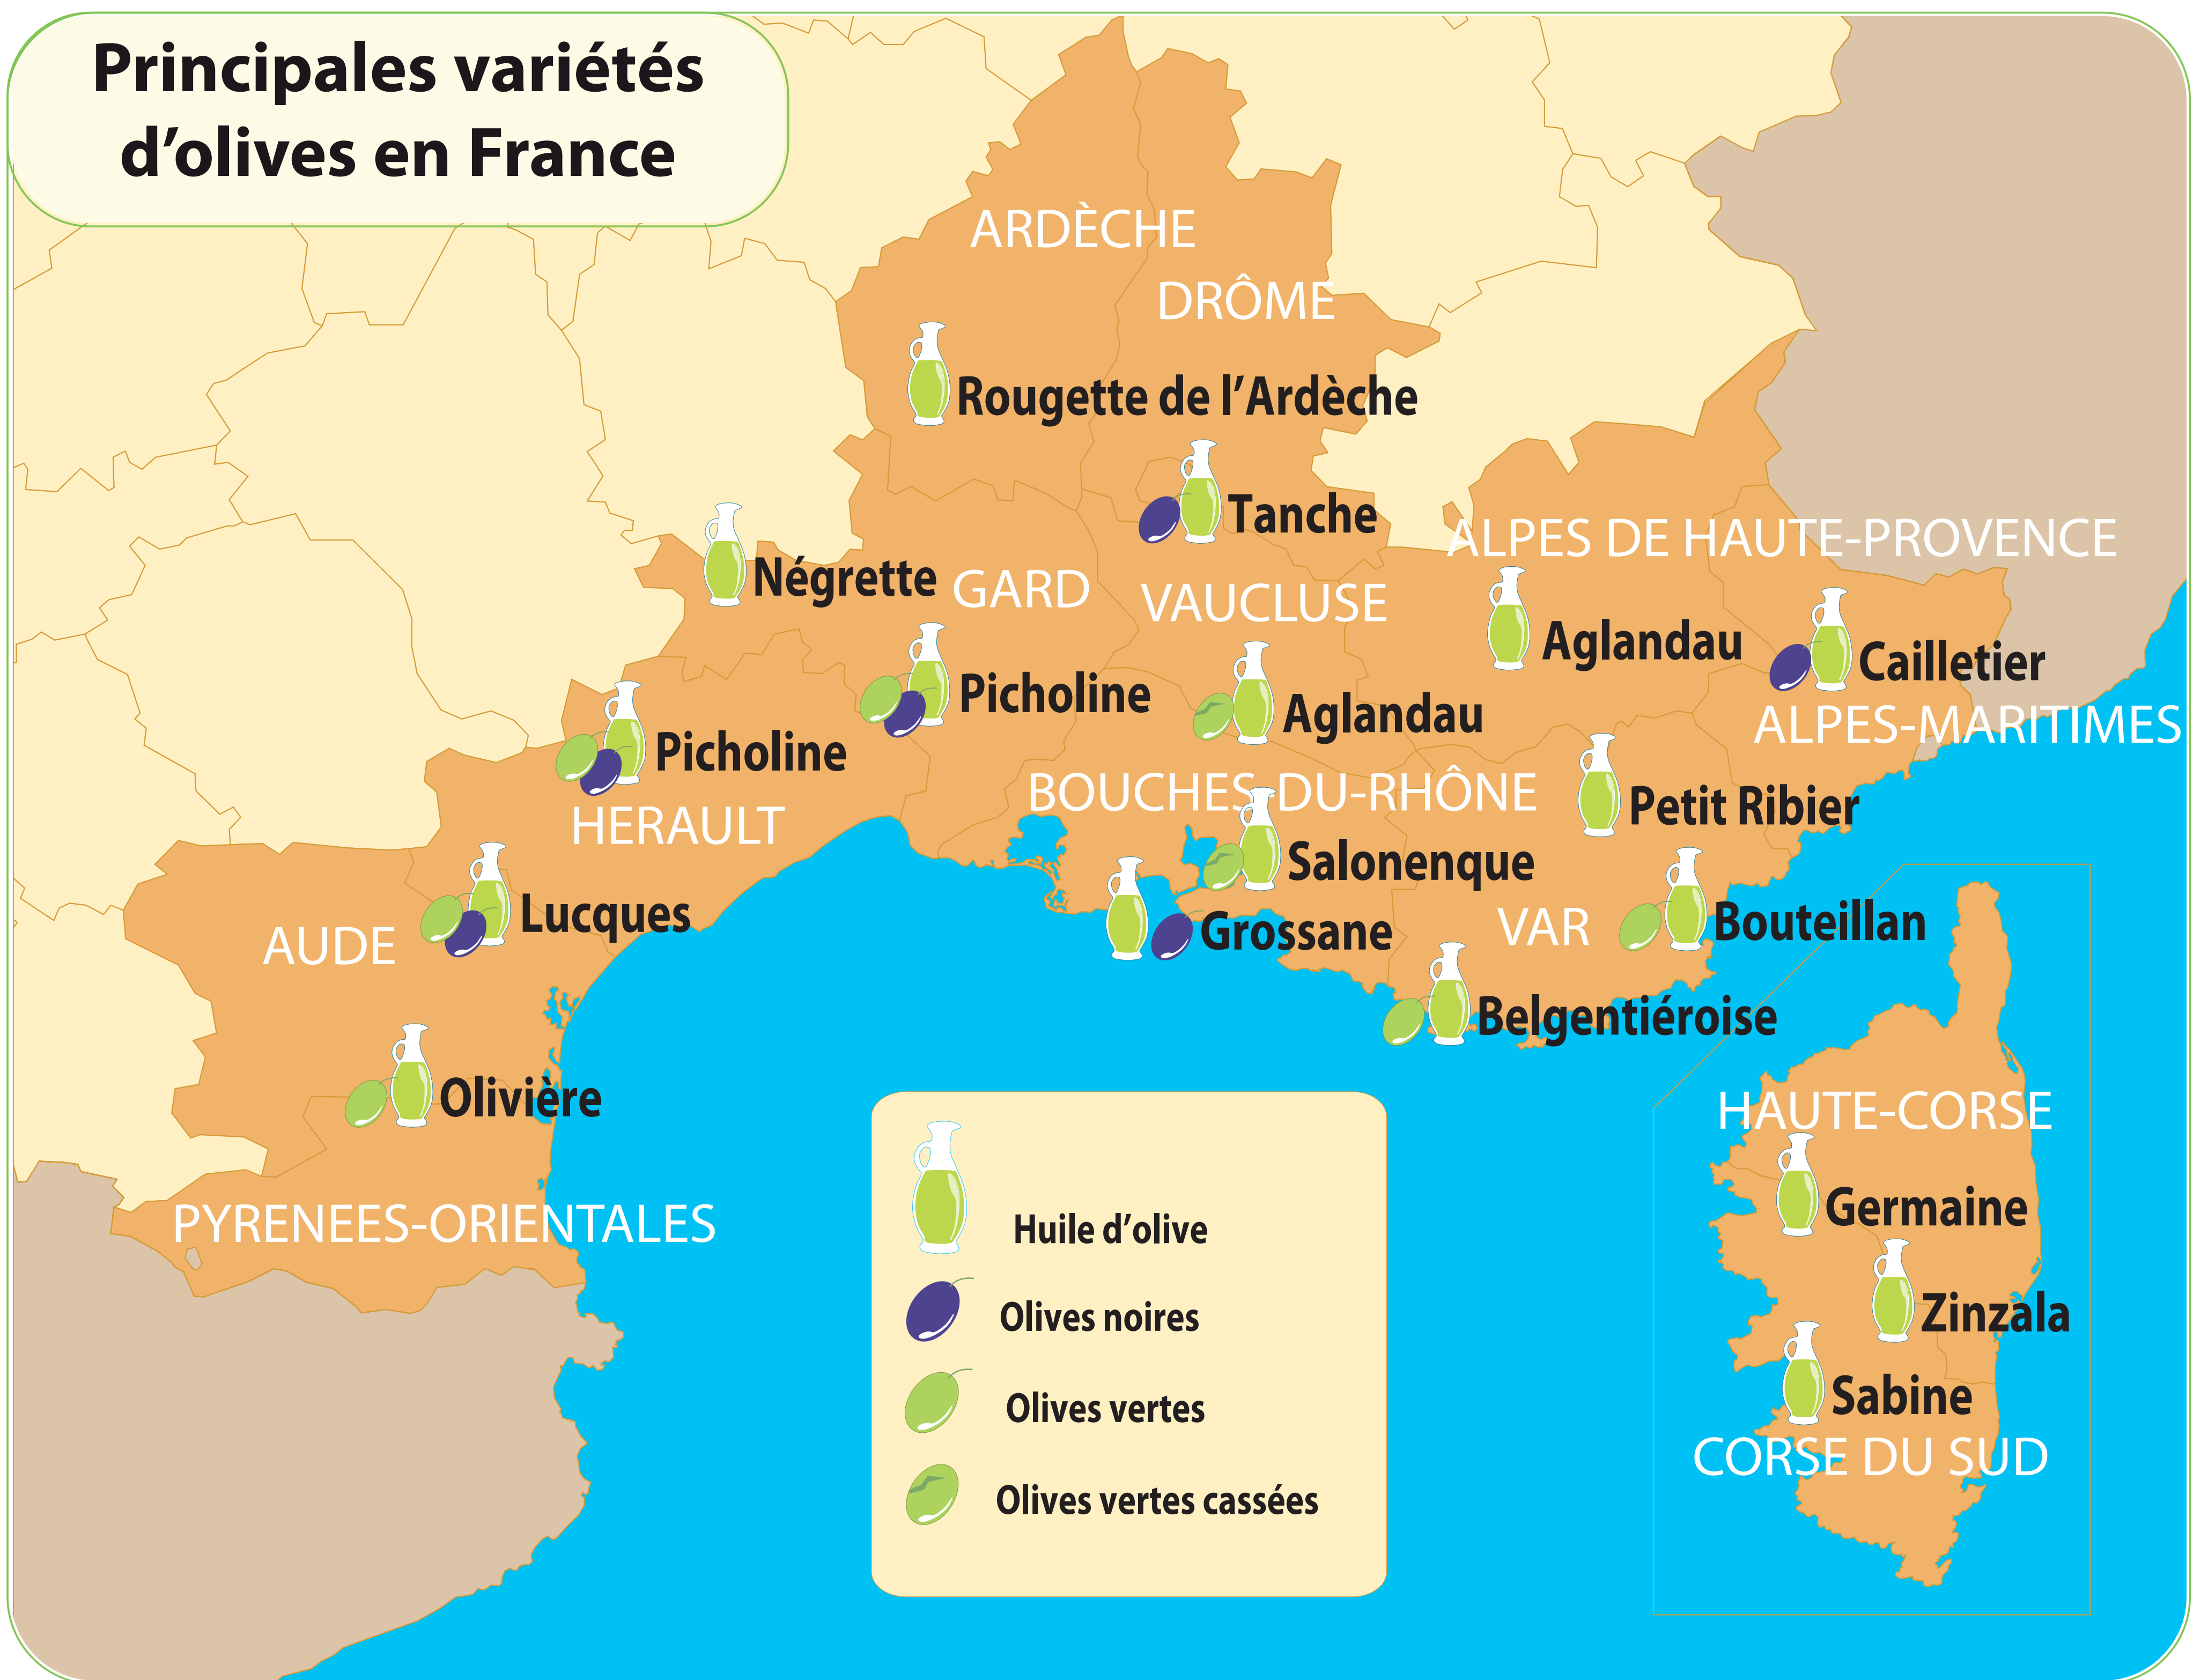 Principales variétés
d’olives en France
ARDÈCHE
DRÔME
Rougette de l’Ardèche
Tanche
ALPES DE HAUTE-PROVENCE
Négrette
GARD
VAUCLUSE
Aglandau
Cailletier
Picholine
Aglandau
ALPES-MARITIMES
Picholine
BOUCHES-DU-RHÔNE
Petit Ribier
HERAULT
Salonenque
Lucques
Grossane
VAR
Bouteillan
AUDE
Belgentiéroise
Olivière
HAUTE-CORSE
PYRENEES-ORIENTALES
Germaine
Zinzala
Sabine
CORSE DU SUD
Huile d’olive
Olives noires
Olives vertes
Olives vertes cassées